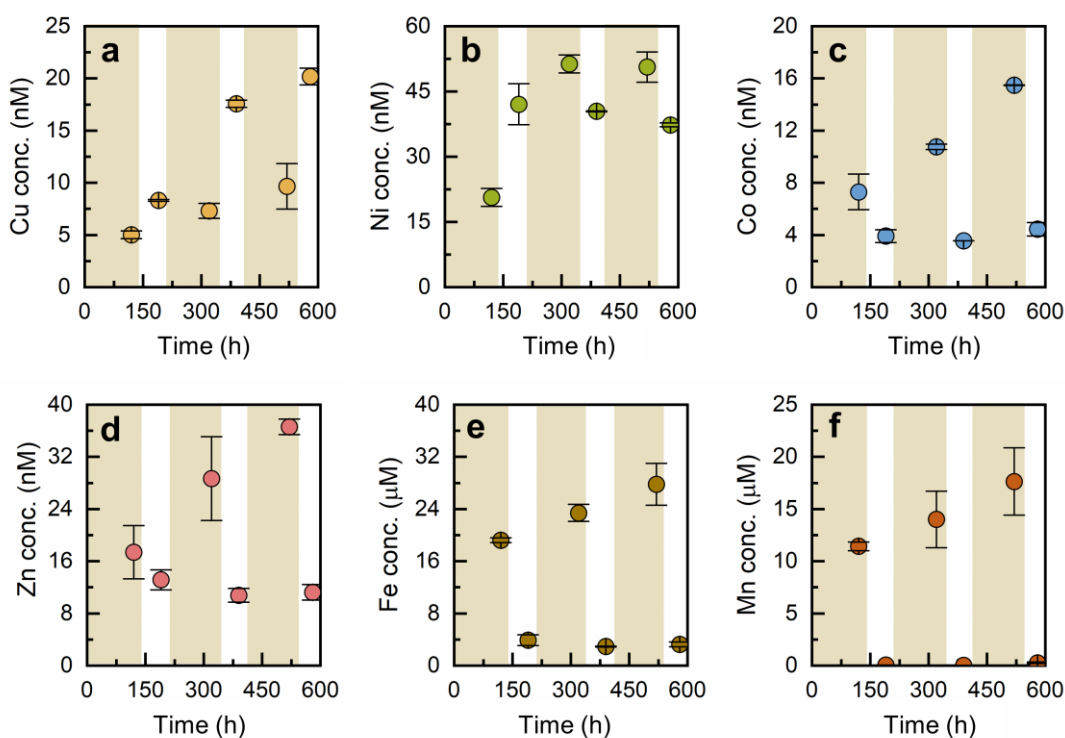 a
Cu conc. (nM)
25
20
15
10
5
0
0 150 300 450 600
Time (h)
b
Ni conc. (nM)
60
45
30
15
0
0 150 300 450 600
Time (h)
c
Co conc. (nM)
20
16
12
8
4
0
0 150 300 450 600
Time (h)
d
Zn conc. (nM)
40
32
24
16
8
0
0 150 300 450 600
Time (h)
e
Fe conc. (μM)
40
32
24
16
8
0
0 150 300 450 600
Time (h)
f
Mn conc. (μM)
25
20
15
10
5
0
0 150 300 450 600
Time (h)